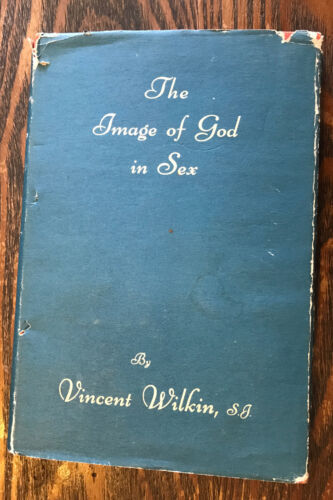 The
Image of God
in Sex
By
Vincent Wilkin, S.J.